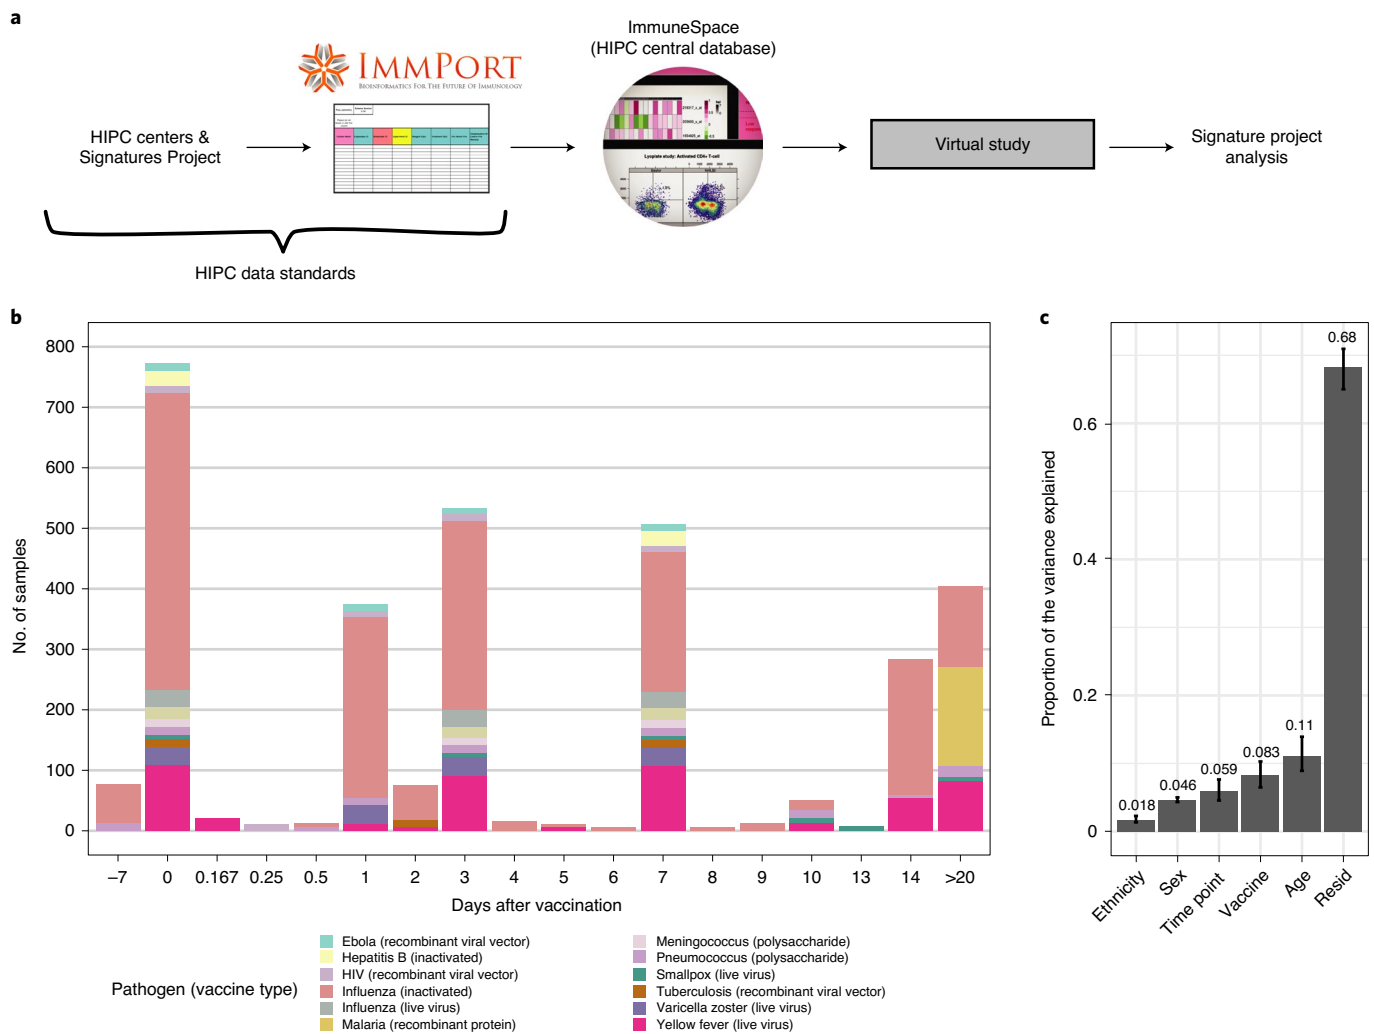 a
ImmuneSpace
(HIPC central database)
IMMPORT
BIOINFORMATICS FOR THE FUTURE OF IMMUNOLOGY
HIPC centers &
Signatures Project
Lyoplate study: Activated CD4+ T-cell
Virtual study
Signature project
analysis
HIPC data standards
b
No. of samples
800
700
600
500
400
300
200
100
0
–7 0 0.167 0.25 0.5 1 2 3 4 5 6 7 8 9 10 13 14 >20
Days after vaccination
Pathogen (vaccine type)
Ebola (recombinant viral vector)
Hepatitis B (inactivated)
HIV (recombinant viral vector)
Influenza (inactivated)
Influenza (live virus)
Malaria (recombinant protein)
Meningococcus (polysaccharide)
Pneumococcus (polysaccharide)
Smallpox (live virus)
Tuberculosis (recombinant viral vector)
Varicella zoster (live virus)
Yellow fever (live virus)
c
Proportion of the variance explained
0.6
0.4
0.2
0
0.018
0.046
0.059
0.083
0.11
0.68
Ethnicity
Sex
Time point
Vaccine
Age
Resid